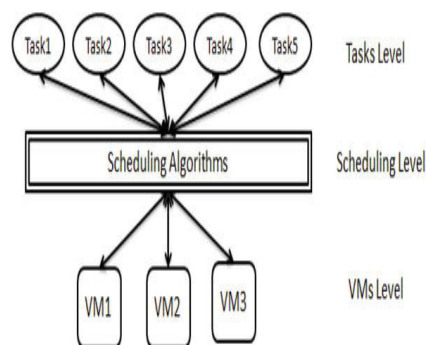 Task1 Task2 Task3 Task4 Task5 Tasks Level
Scheduling Algorithms Scheduling Level
VM1 VM2 VM3 VMs Level